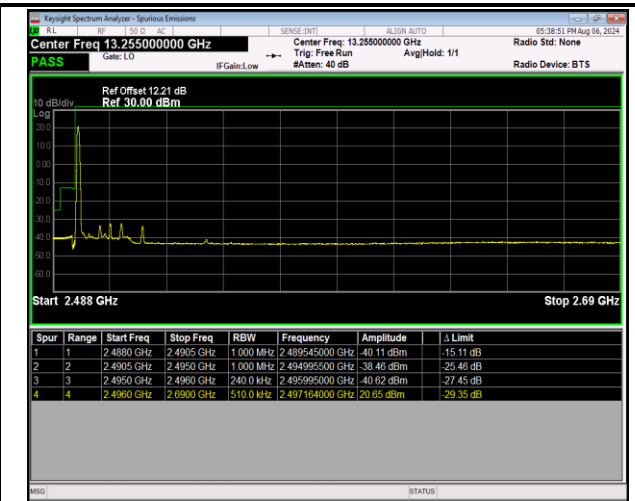 Keysight Spectrum Analyzer - Spurious Emissions
RL RF 50 Ω AC SENSE:INT ALIGN AUTO 05:38:51 PM Aug 06, 2024
Center Freq 13.255000000 GHz Center Freq: 13.255000000 GHz Radio Std: None
PASS Gate: LO Trig: Free Run Avg|Hold: 1/1
IFGain:Low #Atten: 40 dB Radio Device: BTS
Ref Offset 12.21 dB
10 dB/div Ref 30.00 dBm
Log
20.0
10.0
0.00
-10.0
-20.0
-30.0
-40.0
-50.0
-60.0
Start 2.488 GHz Stop 2.69 GHz
Spur Range Start Freq Stop Freq RBW Frequency Amplitude Δ Limit
1 1 2.4880 GHz 2.4905 GHz 1.000 MHz 2.489545000 GHz -40.11 dBm -15.11 dB
2 2 2.4905 GHz 2.4950 GHz 1.000 MHz 2.494995500 GHz -38.46 dBm -25.46 dB
3 3 2.4950 GHz 2.4960 GHz 240.0 kHz 2.495995000 GHz -40.62 dBm -27.45 dB
4 4 2.4960 GHz 2.6900 GHz 510.0 kHz 2.497164000 GHz 20.65 dBm -29.35 dB
MSG STATUS